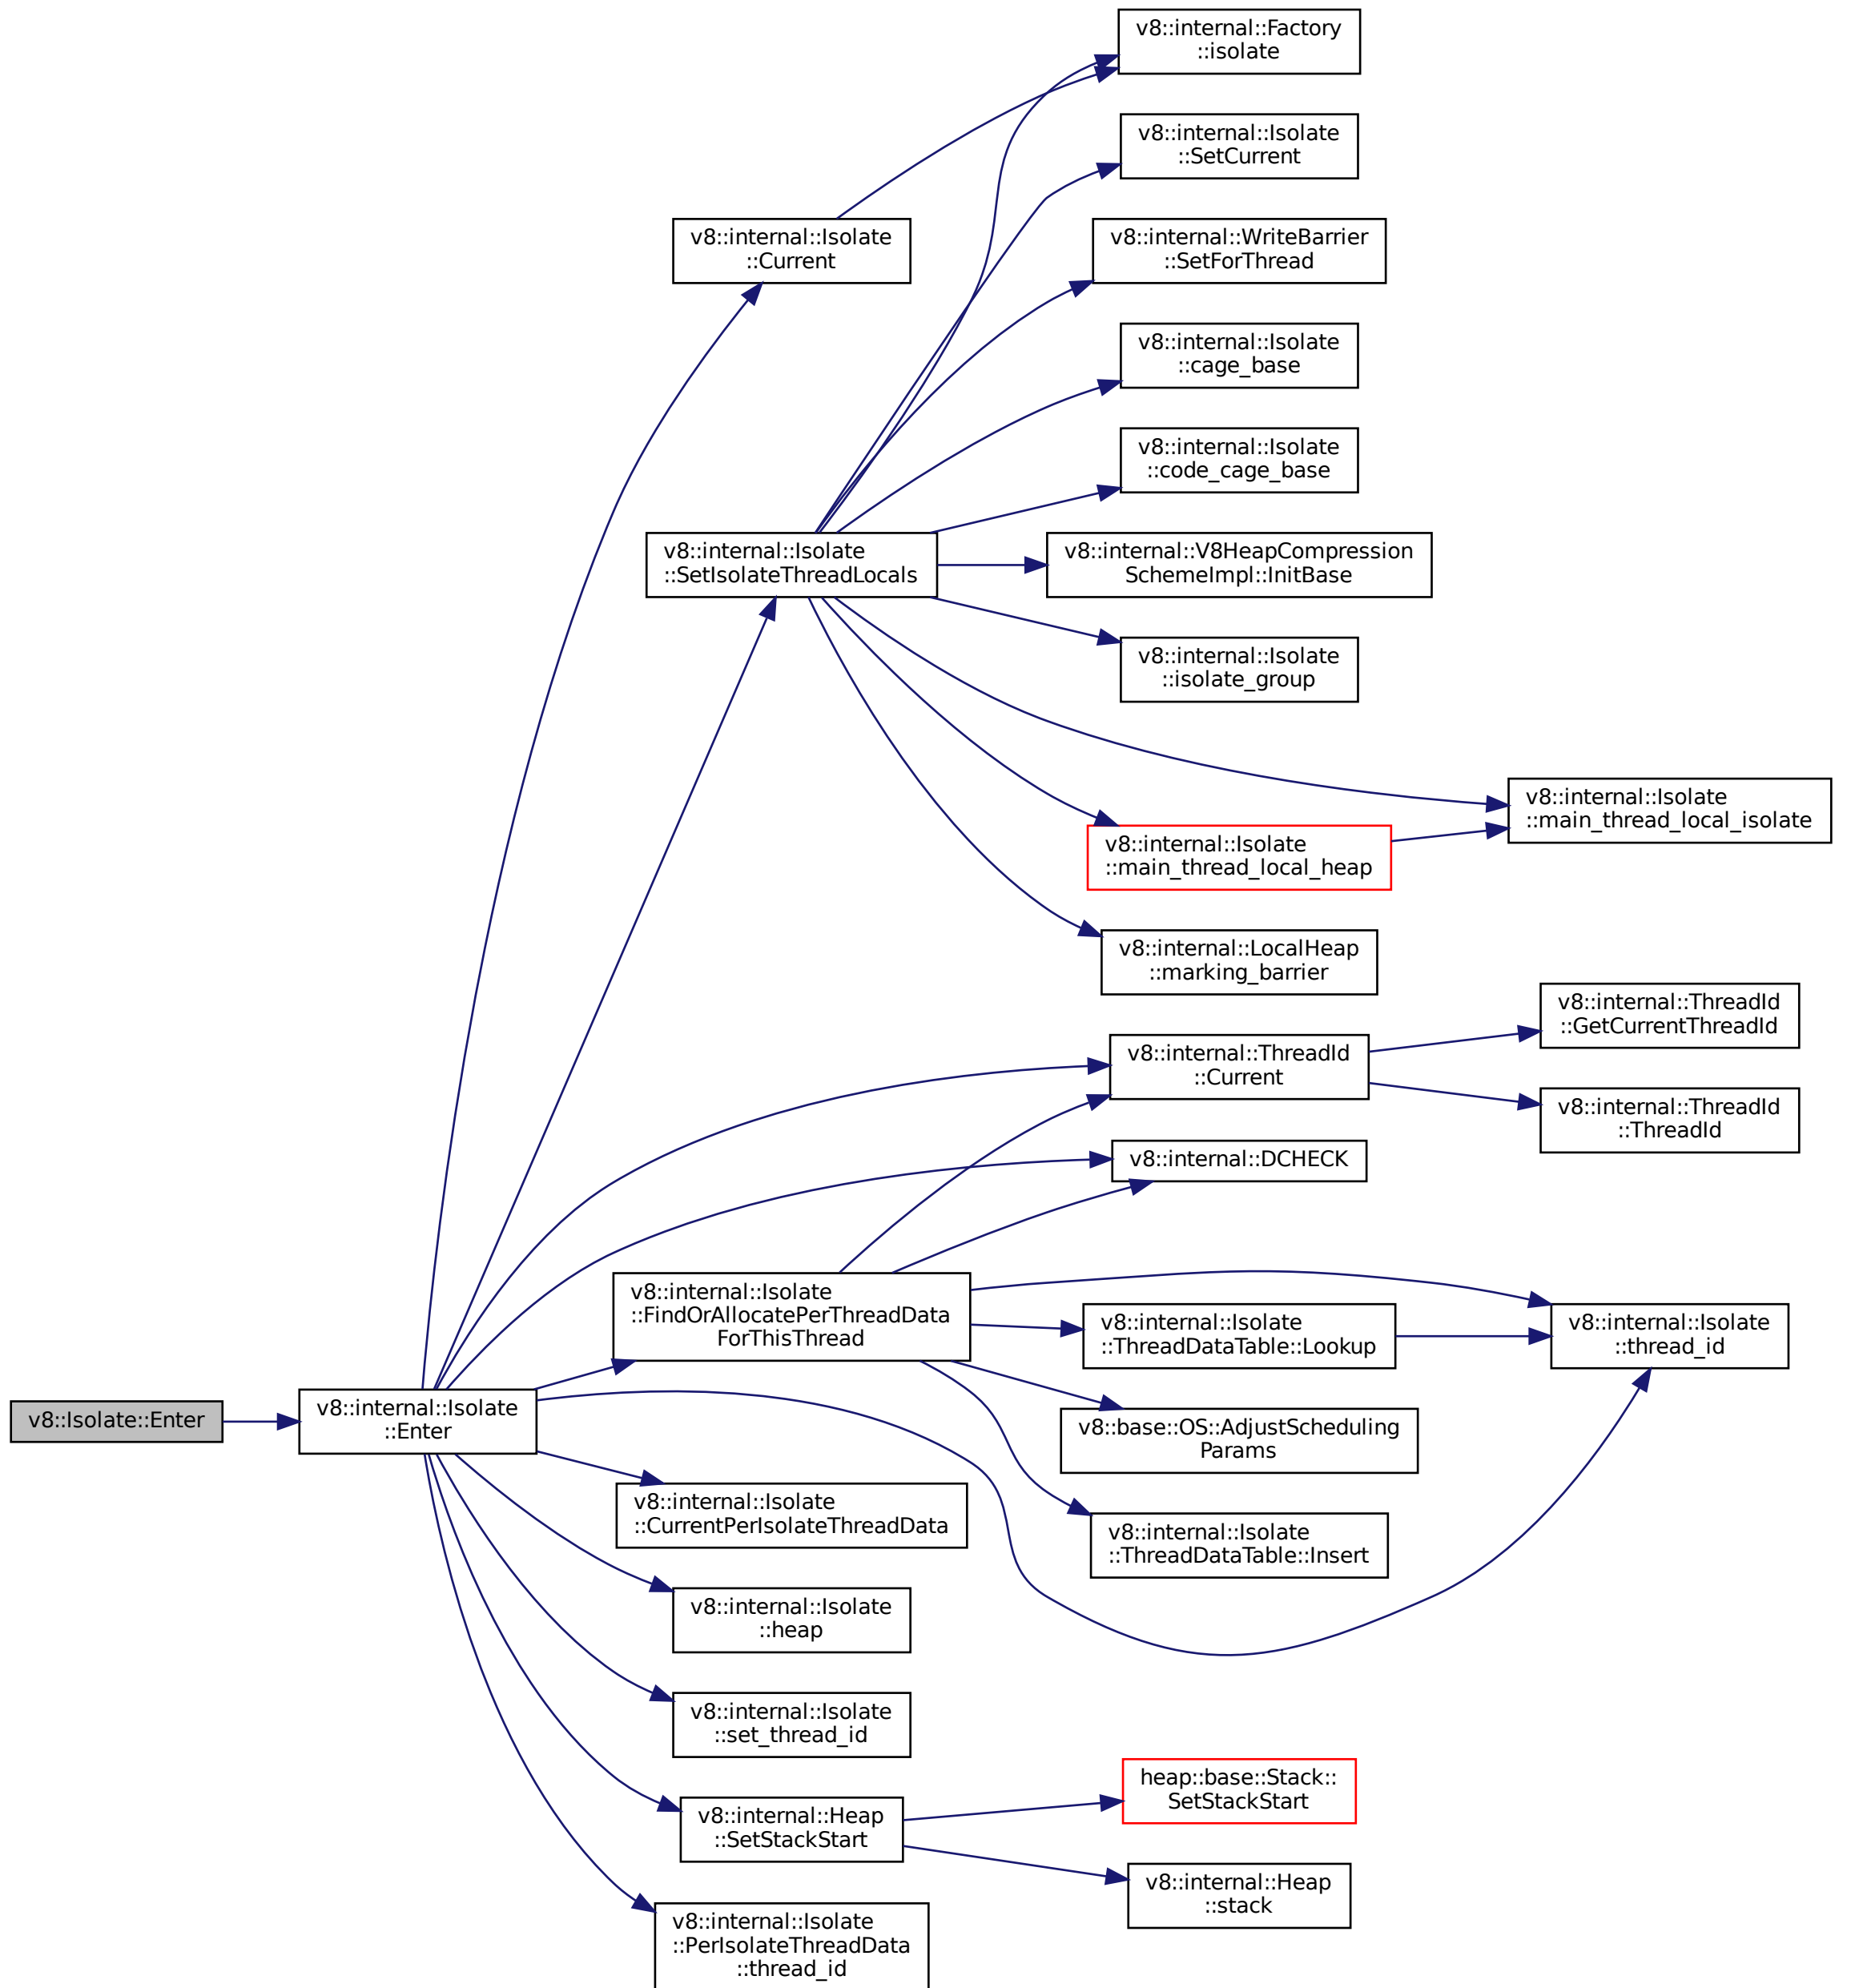 v8::internal::Factory
::isolate
v8::internal::Isolate
::SetCurrent
v8::internal::Isolate
::Current
v8::internal::WriteBarrier
::SetForThread
v8::internal::Isolate
::cage_base
v8::internal::Isolate
::code_cage_base
v8::internal::Isolate
::SetIsolateThreadLocals
v8::internal::V8HeapCompression
SchemeImpl::InitBase
v8::internal::Isolate
::isolate_group
v8::internal::Isolate
::main_thread_local_isolate
v8::internal::Isolate
::main_thread_local_heap
v8::internal::LocalHeap
::marking_barrier
v8::internal::ThreadId
::GetCurrentThreadId
v8::internal::ThreadId
::Current
v8::internal::ThreadId
::ThreadId
v8::internal::DCHECK
v8::internal::Isolate
::FindOrAllocatePerThreadData
ForThisThread
v8::internal::Isolate
::ThreadDataTable::Lookup
v8::internal::Isolate
::thread_id
v8::Isolate::Enter
v8::internal::Isolate
::Enter
v8::base::OS::AdjustScheduling
Params
v8::internal::Isolate
::CurrentPerIsolateThreadData
v8::internal::Isolate
::ThreadDataTable::Insert
v8::internal::Isolate
::heap
v8::internal::Isolate
::set_thread_id
heap::base::Stack::
SetStackStart
v8::internal::Heap
::SetStackStart
v8::internal::Heap
::stack
v8::internal::Isolate
::PerIsolateThreadData
::thread_id